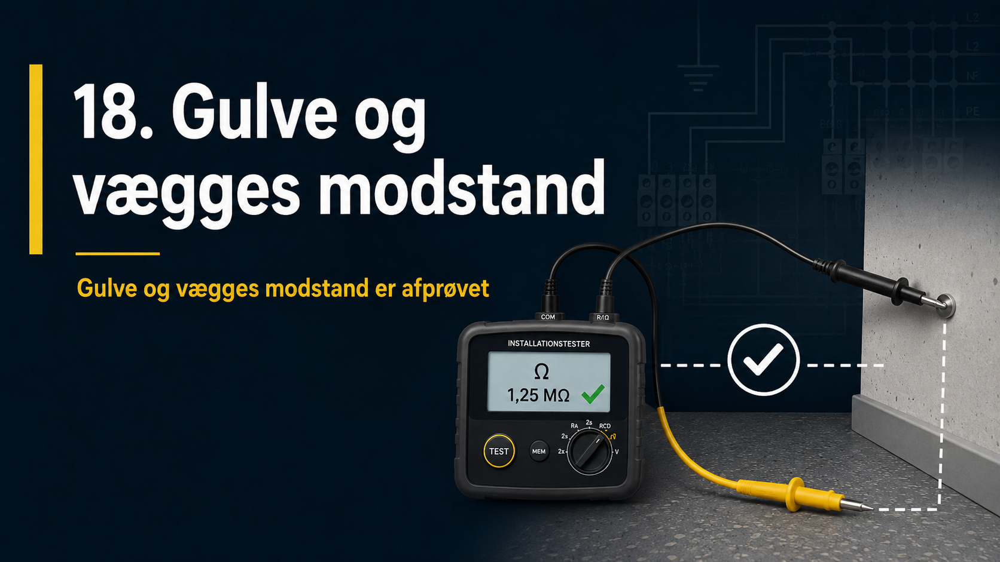 18. Gulve og
vægges modstand
Gulve og vægges modstand er afprøvet
COM
R/Ω
INSTALLATIONSTESTER
Ω
1,25 MΩ
TEST
MEM
2x
2s
RA
2s
RCD
V
L2
L2
PE